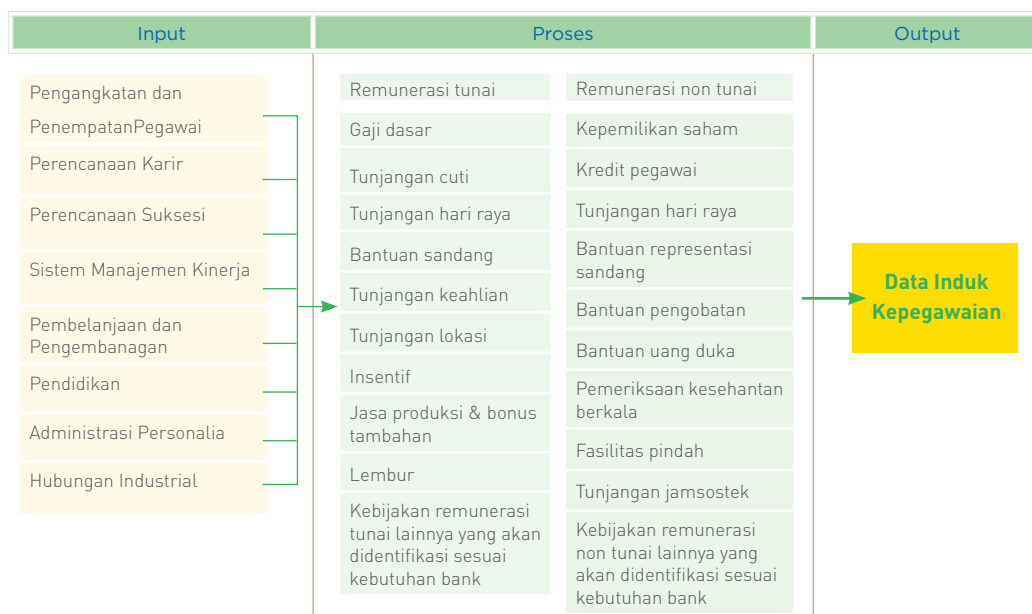 Input
Proses
Output
Pengangkatan dan
PenempatanPegawai
Perencanaan Karir
Perencanaan Suksesi
Sistem Manajemen Kinerja
Pembelanjaan dan
Pengembanagan
Pendidikan
Administrasi Personalia
Hubungan Industrial
Remunerasi tunai
Gaji dasar
Tunjangan cuti
Tunjangan hari raya
Bantuan sandang
Tunjangan keahlian
Tunjangan lokasi
Insentif
Jasa produksi & bonus
tambahan
Lembur
Kebijakan remunerasi
tunai lainnya yang akan
didentifikasi sesuai
kebutuhan bank
Remunerasi non tunai
Kepemilikan saham
Kredit pegawai
Tunjangan hari raya
Bantuan representasi
sandang
Bantuan pengobatan
Bantuan uang duka
Pemeriksaan kesehantan
berkala
Fasilitas pindah
Tunjangan jamsostek
Kebijakan remunerasi
non tunai lainnya yang
akan didentifikasi sesuai
kebutuhan bank
Data Induk
Kepegawaian